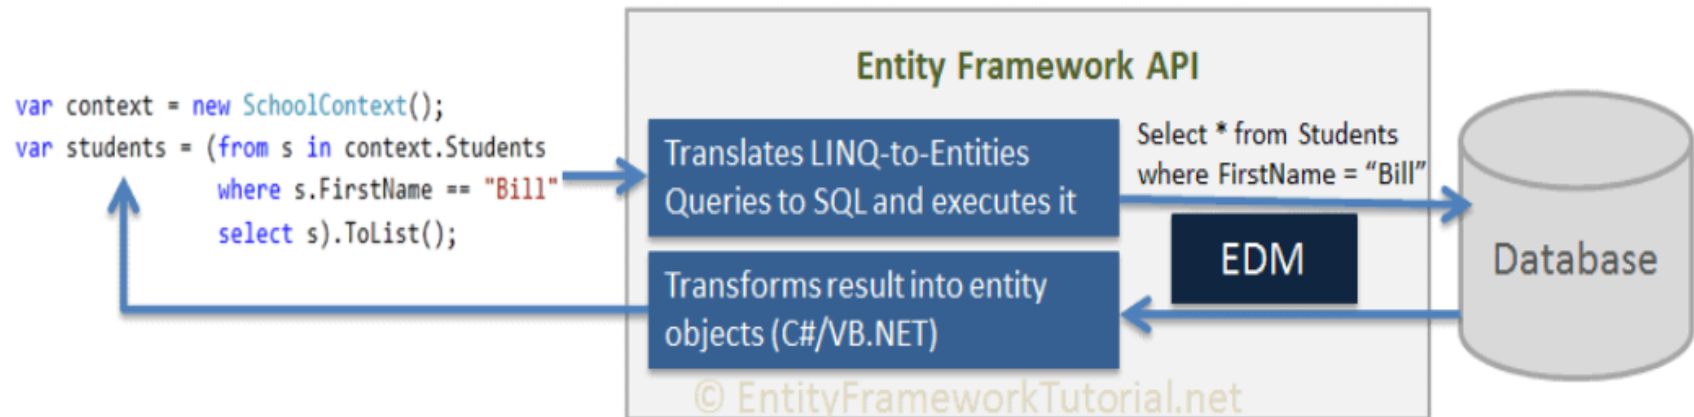 Entity Framework API
var context = new SchoolContext();
var students = (from s in context.Students
where s.FirstName == "Bill"
select s).ToList();
Translates LINQ-to-Entities
Queries to SQL and executes it
Select * from Students
where FirstName = “Bill”
EDM
Database
Transforms result into entity
objects (C#/VB.NET)
© EntityFrameworkTutorial.net